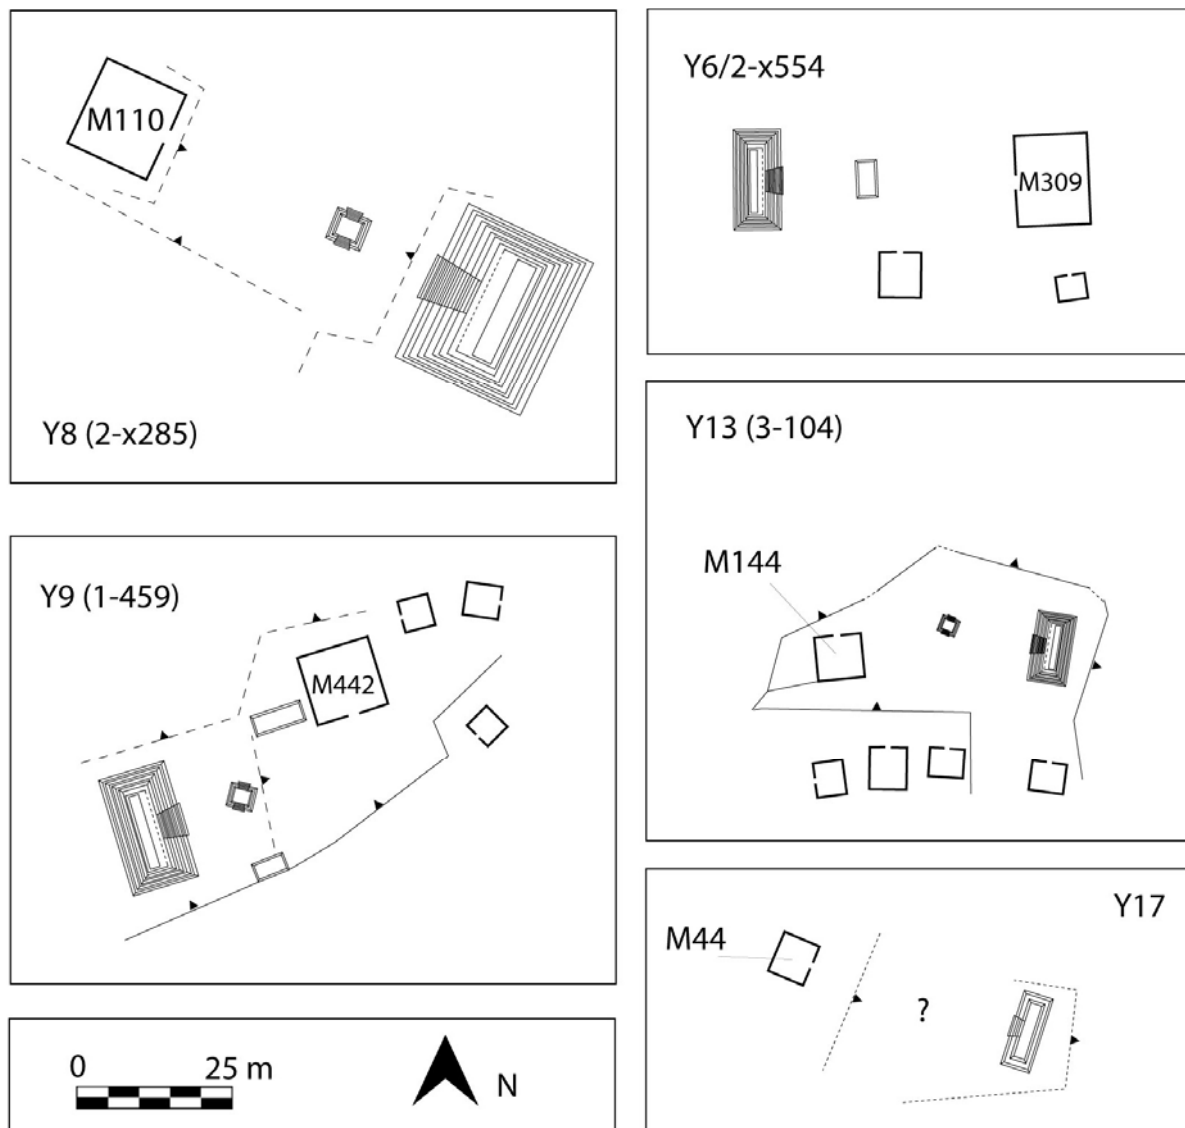 M110
Y8 (2-x285)
Y6/2-x554
M309
Y9 (1-459)
M442
Y13 (3-104)
M144
Y17
M44
?
0 25 m
N